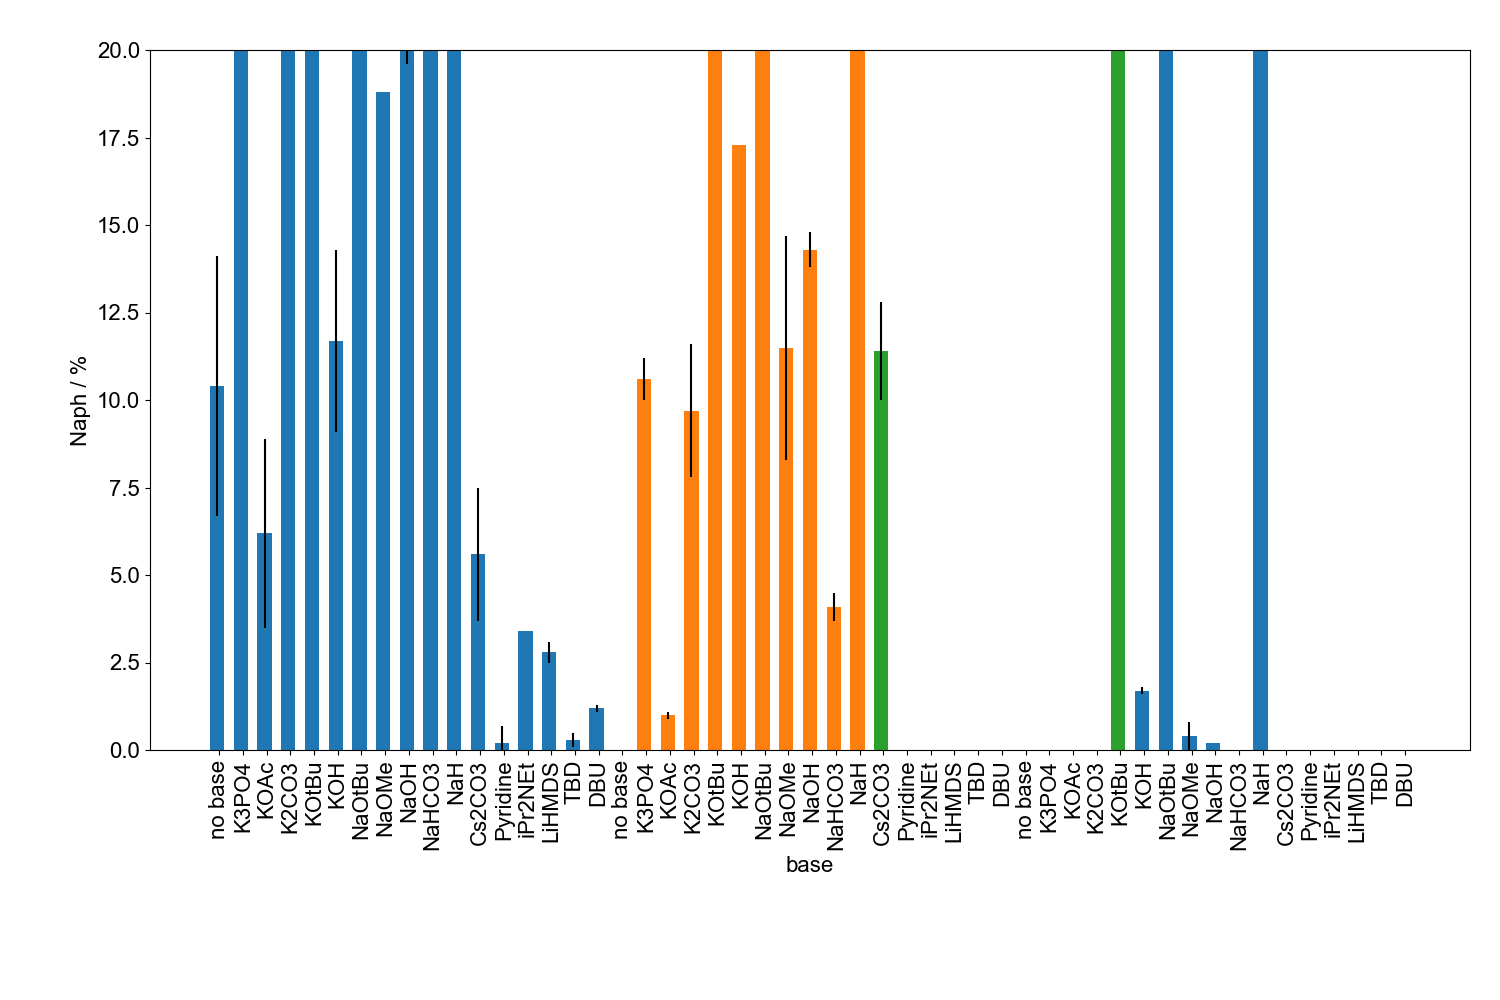 20.0
17.5
15.0
12.5
10.0
7.5
5.0
2.5
0.0
Naph / %
no base
K3PO4
KOAc
K2CO3
KOtBu
KOH
NaOtBu
NaOMe
NaOH
NaHCO3
NaH
Cs2CO3
Pyridine
iPr2NEt
LiHMDS
TBD
DBU
no base
K3PO4
KOAc
K2CO3
KOtBu
KOH
NaOtBu
NaOMe
NaOH
NaHCO3
NaH
Cs2CO3
Pyridine
iPr2NEt
LiHMDS
TBD
DBU
no base
K3PO4
KOAc
K2CO3
KOtBu
KOH
NaOtBu
NaOMe
NaOH
NaHCO3
NaH
Cs2CO3
Pyridine
iPr2NEt
LiHMDS
TBD
DBU
base